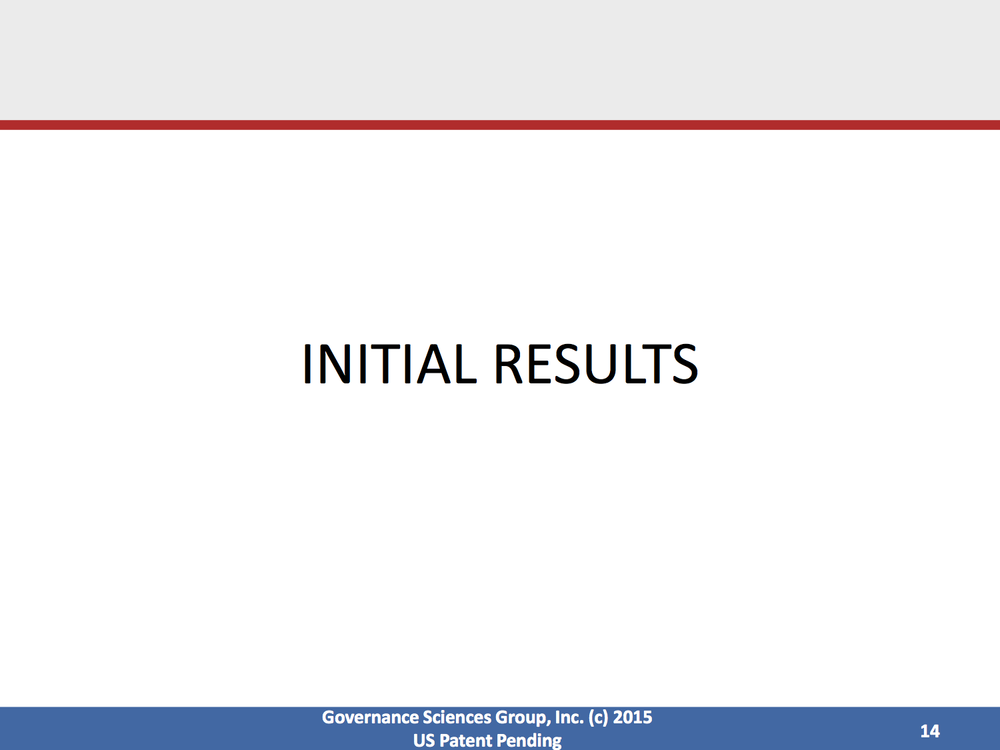 INITIAL RESULTS
Governance Sciences Group, Inc. (c) 2015
US Patent Pending
14